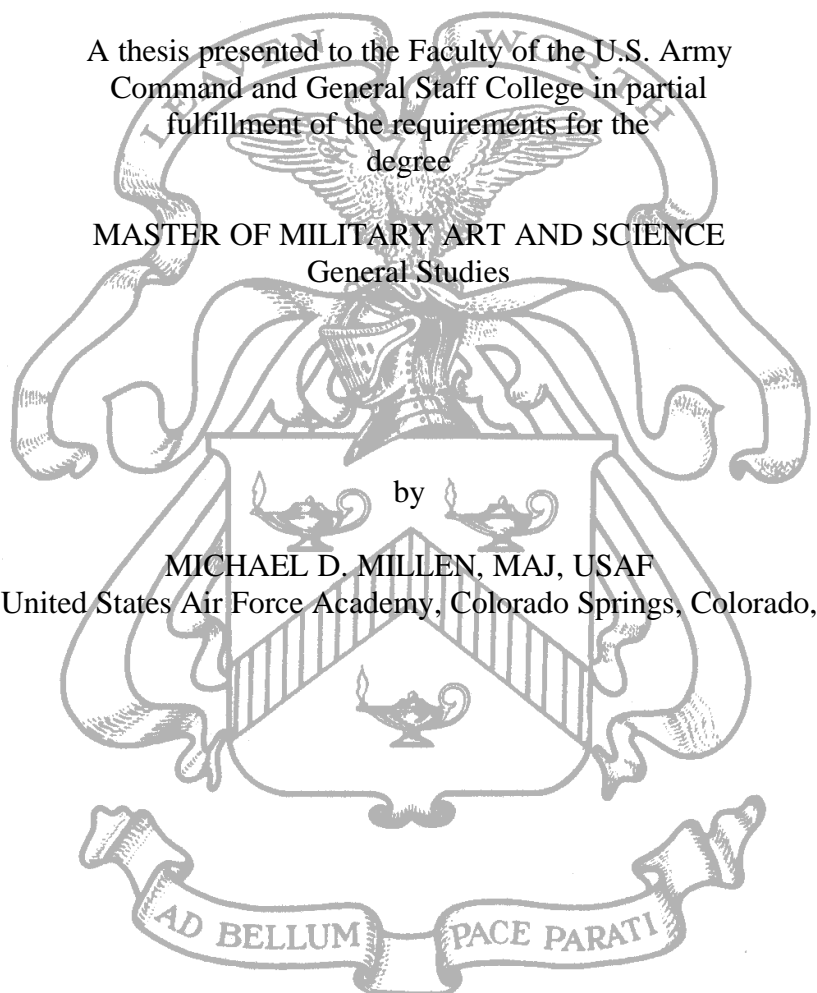 LEAVEN WORTH
A thesis presented to the Faculty of the U.S. Army
Command and General Staff College in partial
fulfillment of the requirements for the
degree
MASTER OF MILITARY ART AND SCIENCE
General Studies
by
MICHAEL D. MILLEN, MAJ, USAF
United States Air Force Academy, Colorado Springs, Colorado,
AD BELLUM PACE PARATI